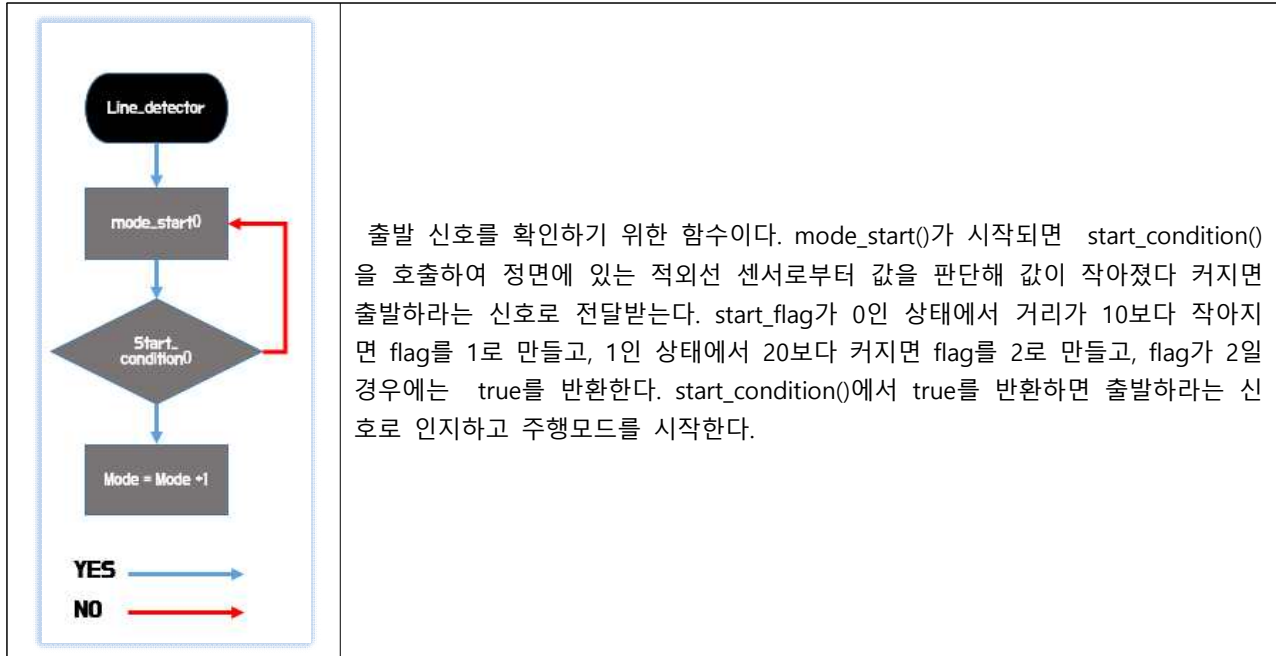 Line_detector
mode_start()
Start_
condition()
Mode = Mode +1
YES
NO
출발 신호를 확인하기 위한 함수이다. mode_start()가 시작되면 start_condition()
을 호출하여 정면에 있는 적외선 센서로부터 값을 판단해 값이 작아졌다 커지면
출발하라는 신호로 전달받는다. start_flag가 0인 상태에서 거리가 10보다 작아지
면 flag를 1로 만들고, 1인 상태에서 20보다 커지면 flag를 2로 만들고, flag가 2일
경우에는 true를 반환한다. start_condition()에서 true를 반환하면 출발하라는 신
호로 인지하고 주행모드를 시작한다.